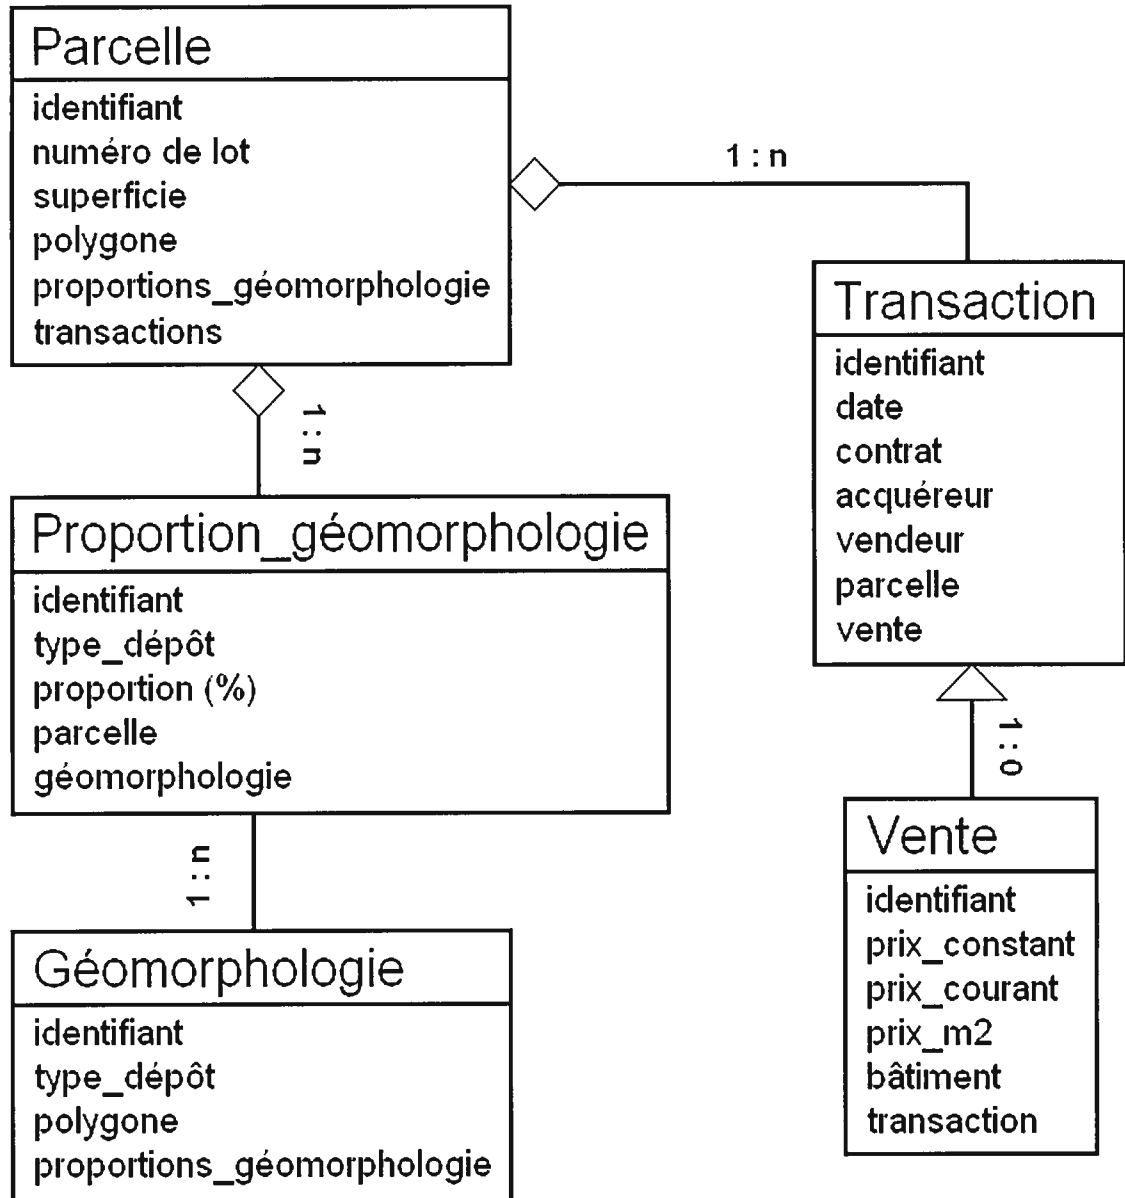 Parcelle
identifiant
numéro de lot
superficie
polygone
proportions_géomorphologie
transactions
1 : n
Transaction
identifiant
date
contrat
acquéreur
vendeur
parcelle
vente
1 : n
Proportion_géomorphologie
identifiant
type_dépôt
proportion (%)
parcelle
géomorphologie
1 : 0
Vente
identifiant
prix_constant
prix_courant
prix_m2
bâtiment
transaction
1 : n
Géomorphologie
identifiant
type_dépôt
polygone
proportions_géomorphologie